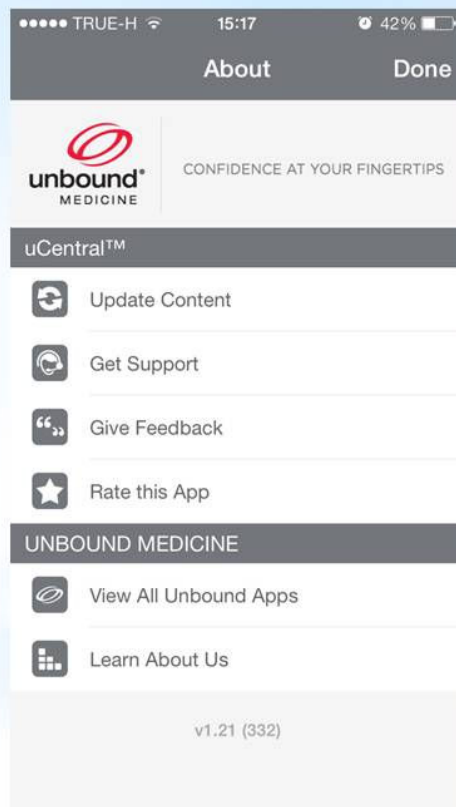 TRUE-H 15:17 42%
About Done
unbound®
MEDICINE
CONFIDENCE AT YOUR FINGERTIPS
uCentral™
Update Content
Get Support
Give Feedback
Rate this App
UNBOUND MEDICINE
View All Unbound Apps
Learn About Us
v1.21 (332)